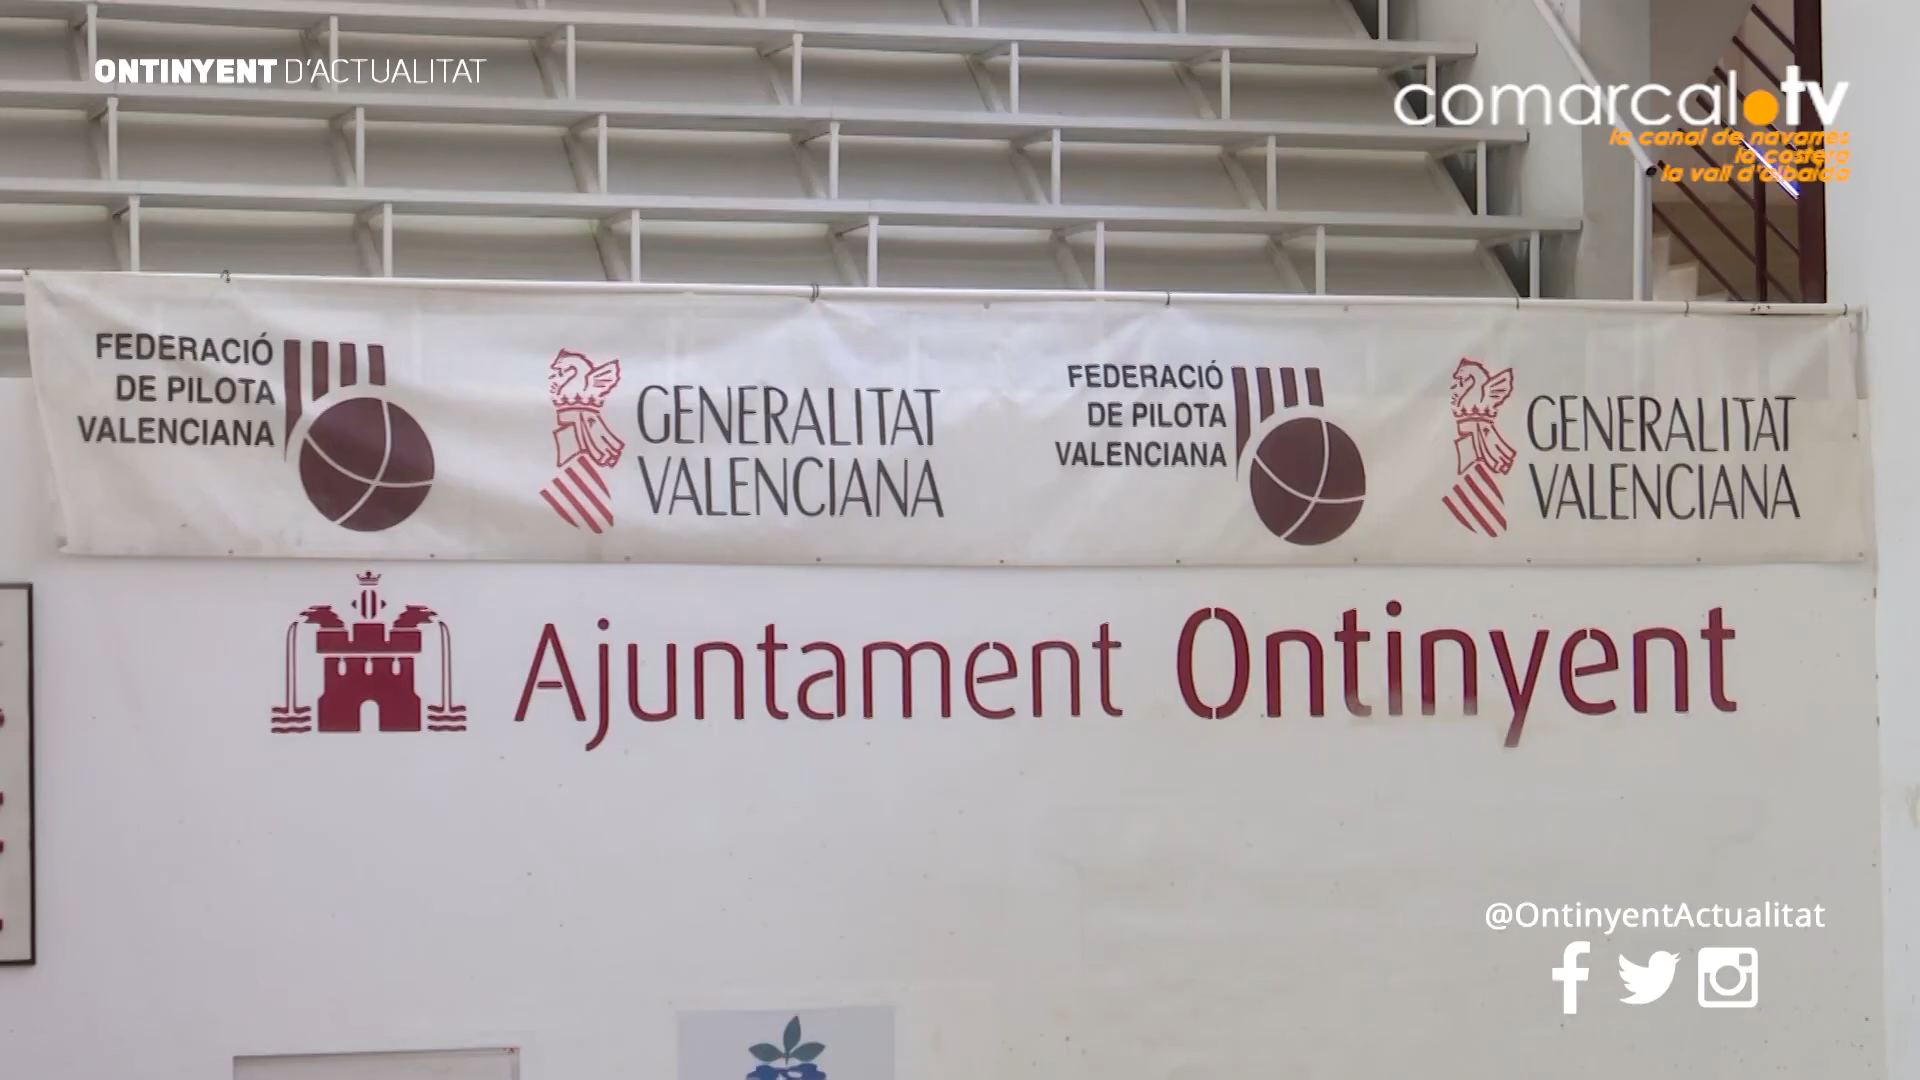 ONTINYENT D'ACTUALITAT
comarcal.tv
la canal de navarrés
la costera
la vall d'albaida
FEDERACIÓ
DE PILOTA
VALENCIANA
GENERALITAT
VALENCIANA
FEDERACIÓ
DE PILOTA
VALENCIANA
GENERALITAT
VALENCIANA
Ajuntament Ontinyent
@OntinyentActualitat